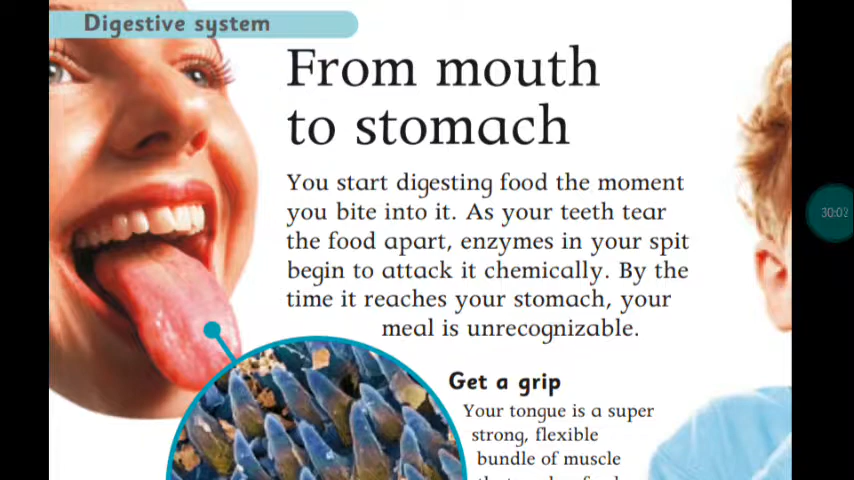 Digestive system
From mouth
to stomach
You start digesting food the moment
you bite into it. As your teeth tear
the food apart, enzymes in your spit
begin to attack it chemically. By the
time it reaches your stomach, your
meal is unrecognizable.
Get a grip
Your tongue is a super
strong, flexible
bundle of muscle
30:02